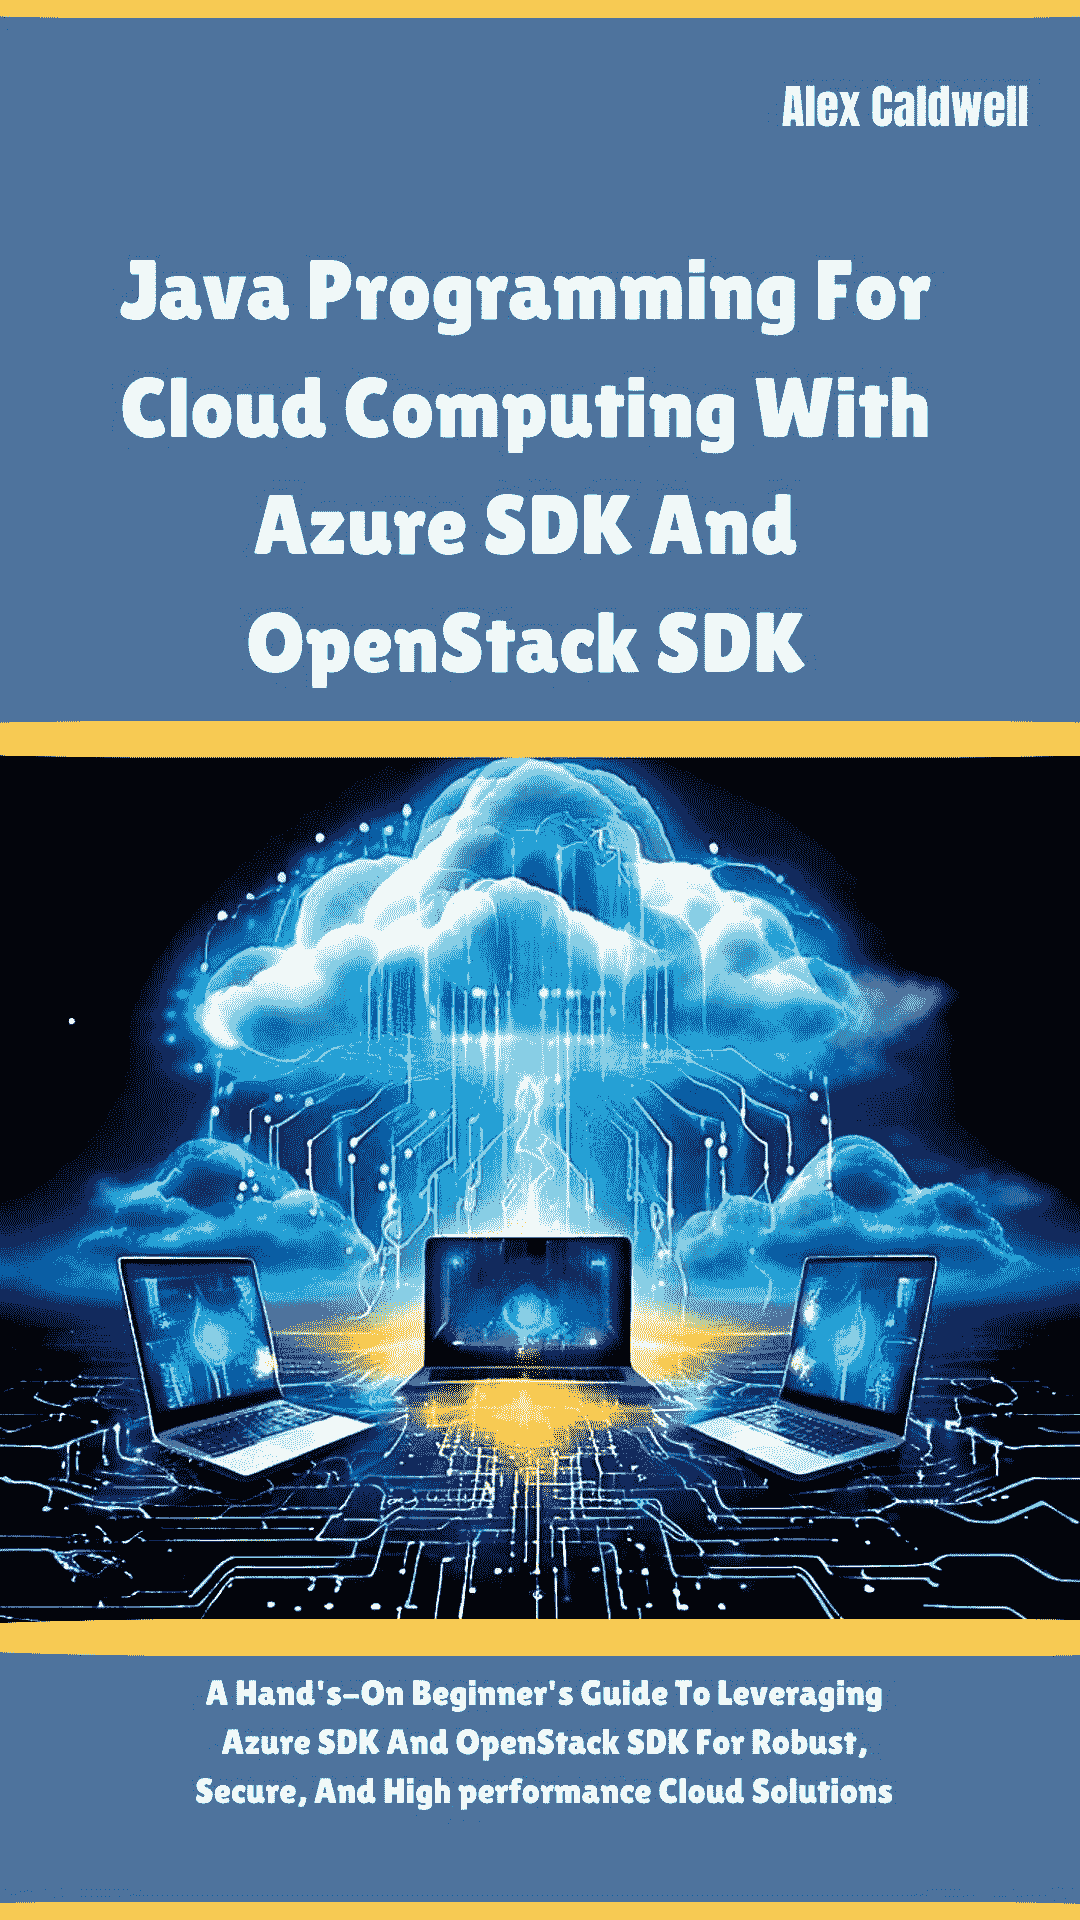 Alex Caldwell
Java Programming For
Cloud Computing With
Azure SDK And
OpenStack SDK
A Hand's-On Beginner's Guide To Leveraging
Azure SDK And OpenStack SDK For Robust,
Secure, And High performance Cloud Solutions